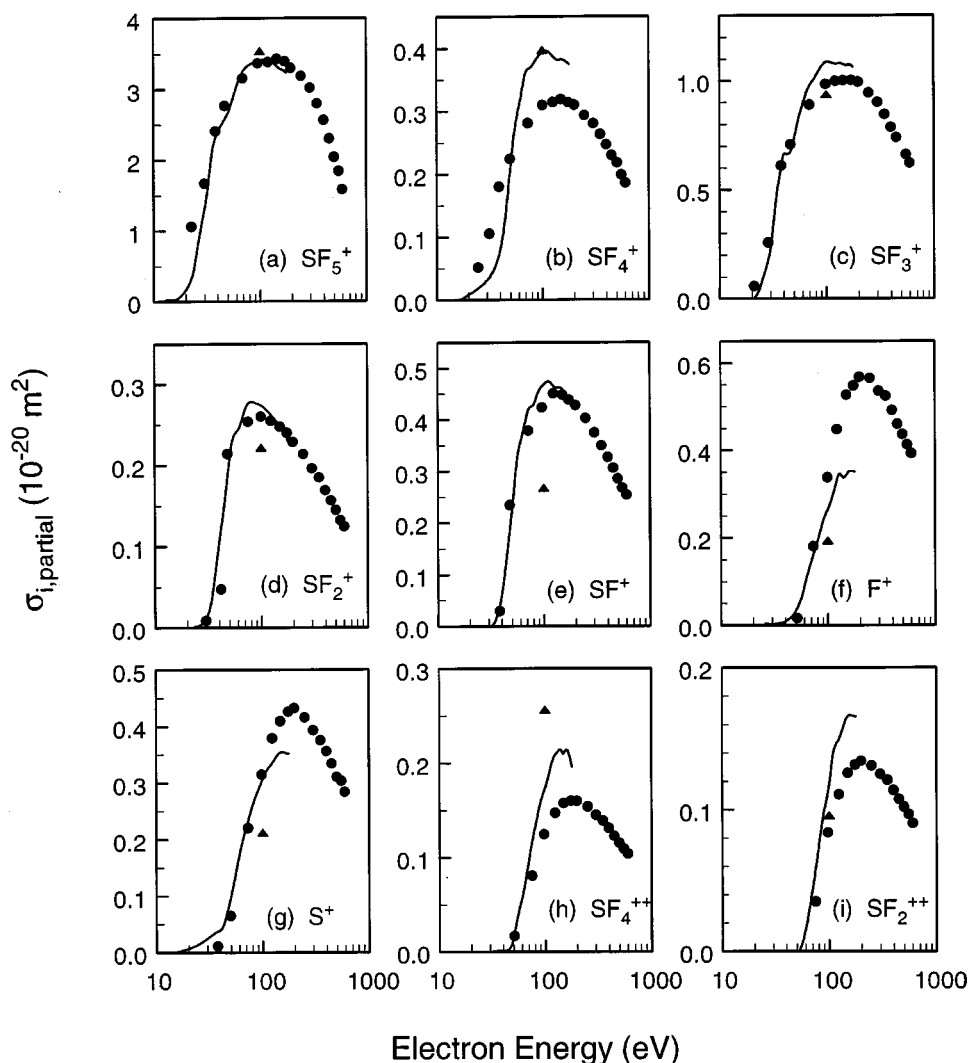 σi,partial (10⁻²⁰ m²)
4
3
2
1
0
(a) SF₅⁺
0.4
0.3
0.2
0.1
0.0
(b) SF₄⁺
1.0
0.5
0.0
(c) SF₃⁺
0.3
0.2
0.1
0.0
(d) SF₂⁺
0.5
0.4
0.3
0.2
0.1
0.0
(e) SF⁺
0.6
0.4
0.2
0.0
(f) F⁺
0.5
0.4
0.3
0.2
0.1
0.0
(g) S⁺
10 100 1000
0.3
0.2
0.1
0.0
(h) SF₄⁺⁺
10 100 1000
0.2
0.1
0.0
(i) SF₂⁺⁺
10 100 1000
Electron Energy (eV)